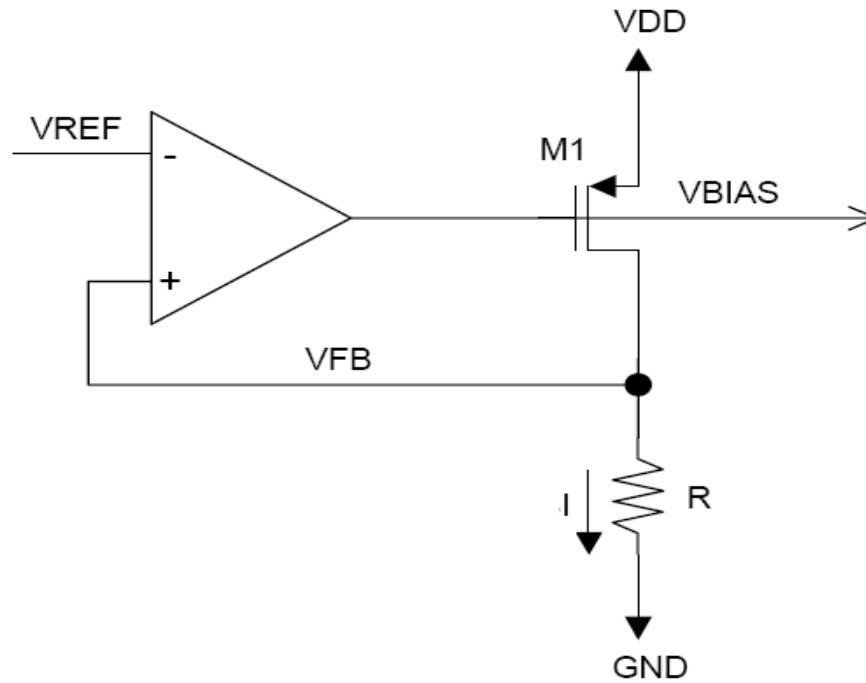 VDD
VREF
-
M1
VBIAS
+
VFB
I
R
GND